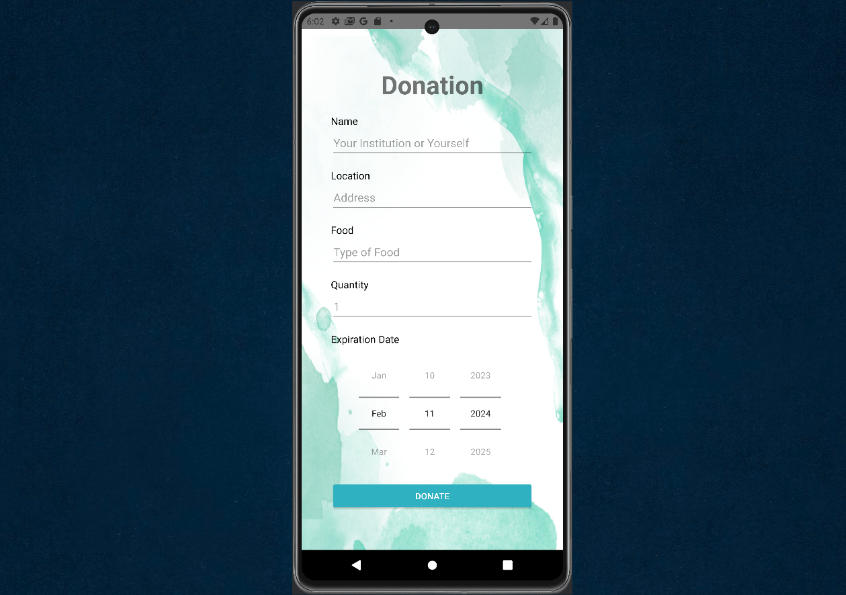 6:02
Donation
Name
Your Institution or Yourself
Location
Address
Food
Type of Food
Quantity
1
Expiration Date
Jan 10 2023
Feb 11 2024
Mar 12 2025
DONATE